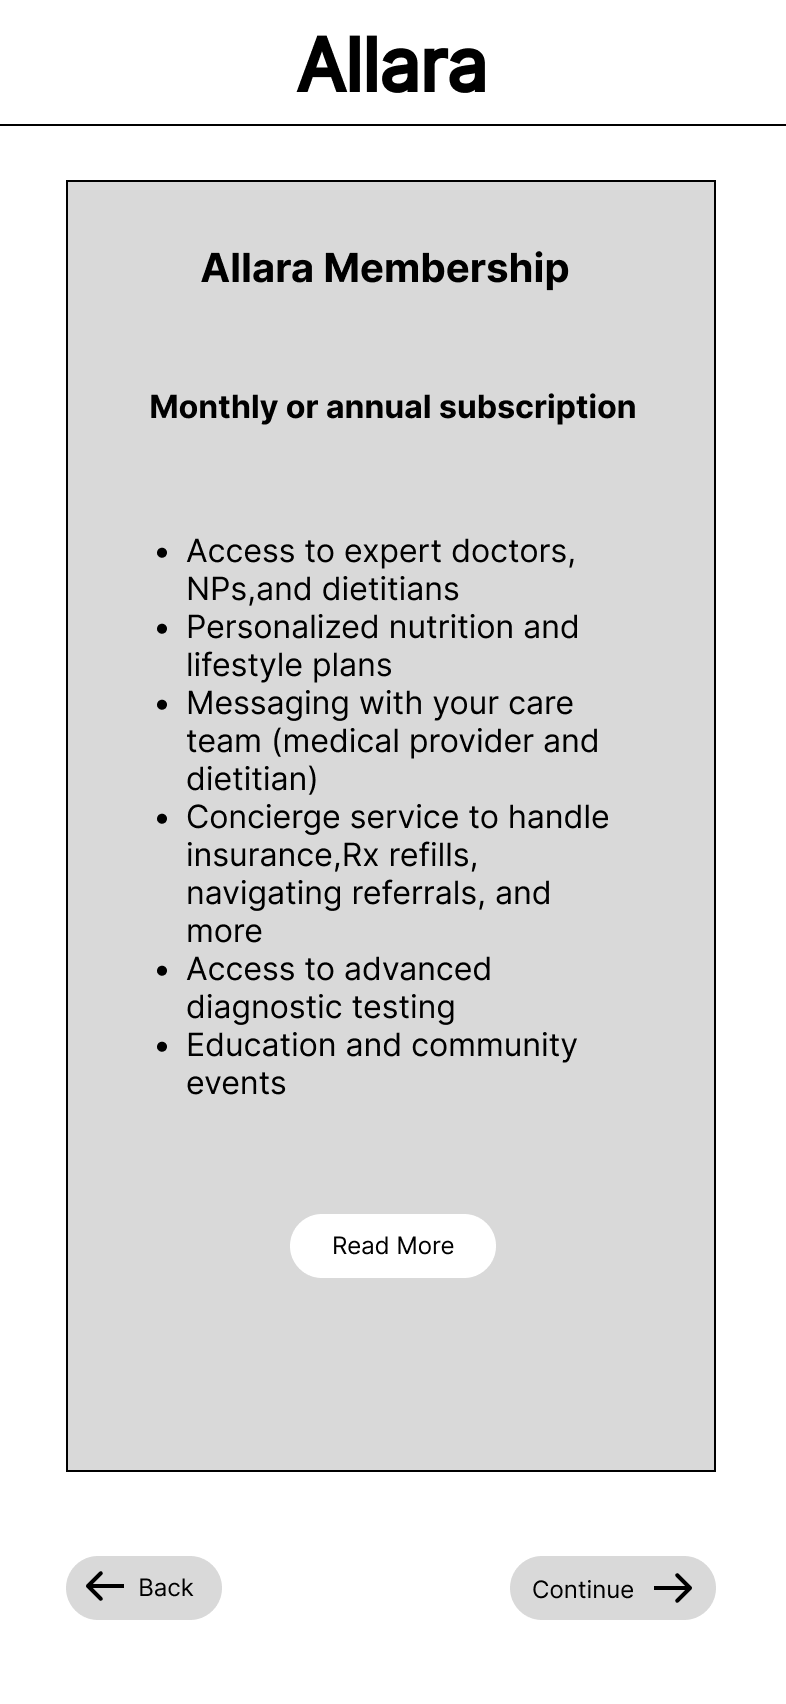 Allara
Allara Membership
Monthly or annual subscription
• Access to expert doctors,
NPs,and dietitians
• Personalized nutrition and
lifestyle plans
• Messaging with your care
team (medical provider and
dietitian)
• Concierge service to handle
insurance,Rx refills,
navigating referrals, and
more
• Access to advanced
diagnostic testing
• Education and community
events
Read More
Back
Continue